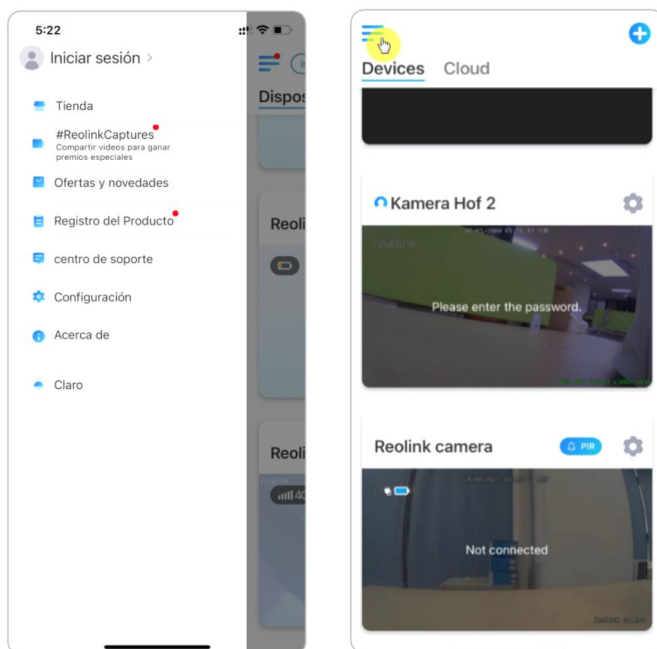 5:22
Iniciar sesión >
Tienda
#ReolinkCaptures
Compartir videos para ganar
premios especiales
Ofertas y novedades
Registro del Producto
centro de soporte
Configuración
Acerca de
Claro
Dispos
Reoli
Reoli
4G
Devices Cloud
Kamera Hof 2
reolink
Please enter the password.
Reolink camera
PIR
Not connected